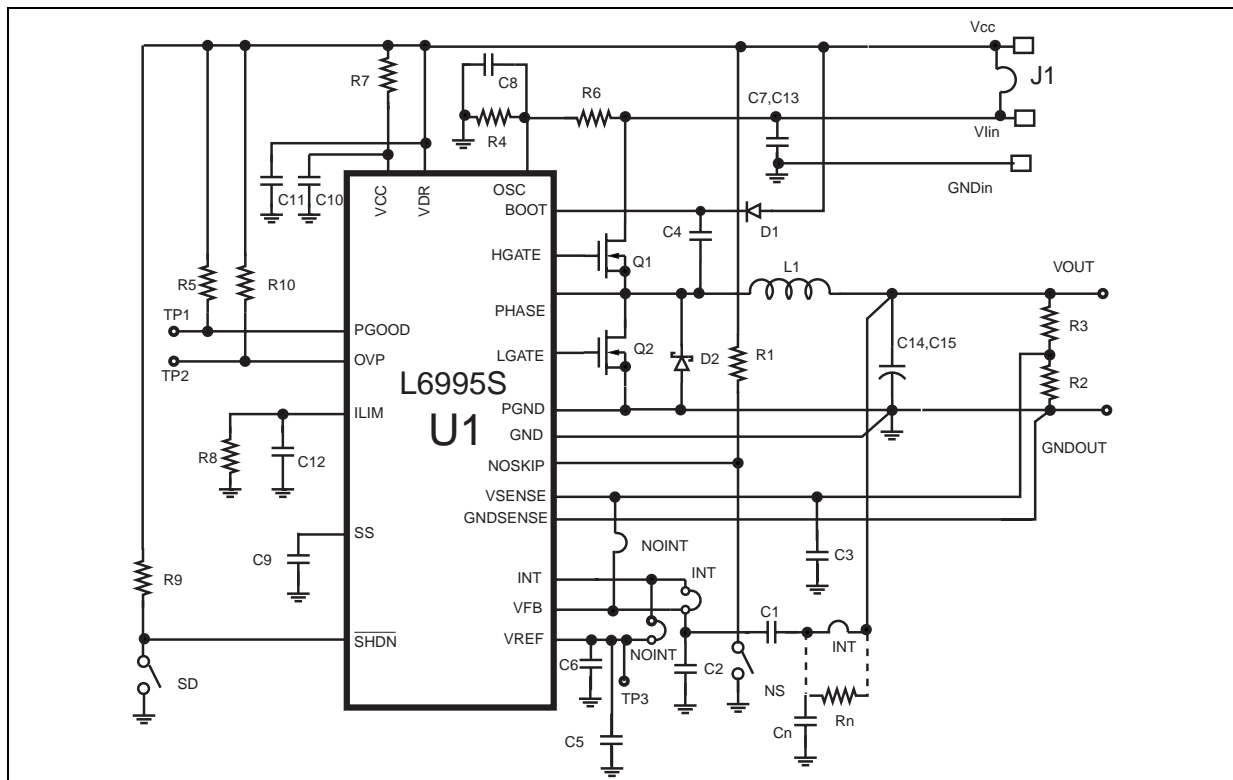 Vcc
R7
C8
J1
R6
C7,C13
R4
VIin
C11
C10
VCC
VDR
OSC
GNDin
BOOT
D1
C4
HGATE
Q1
R5
R10
L1
VOUT
TP1
PHASE
PGOOD
R3
LGATE
Q2
D2
R1
C14,C15
OVP
TP2
L6995S
R2
ILIM
PGND
U1
GND
R8
C12
GNDOUT
NOSKIP
VSENSE
GNDSENSE
SS
NOINT
C9
C3
R9
INT
INT
VFB
C1
SHDN
VREF
INT
NOINT
C6
C2
SD
TP3
NS
Rn
Cn
C5